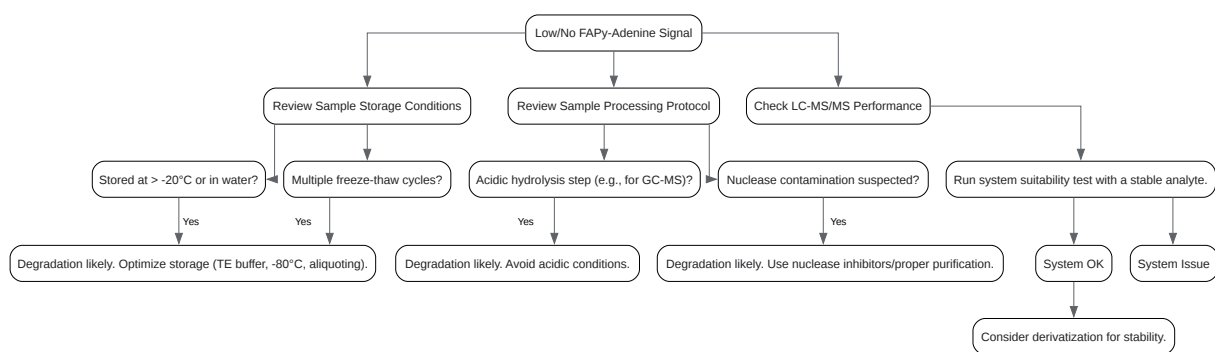 Low/No FAPy-Adenine Signal
Review Sample Storage Conditions
Review Sample Processing Protocol
Check LC-MS/MS Performance
Stored at > -20°C or in water?
Multiple freeze-thaw cycles?
Acidic hydrolysis step (e.g., for GC-MS)?
Nuclease contamination suspected?
Run system suitability test with a stable analyte.
Yes
Yes
Yes
Yes
Degradation likely. Optimize storage (TE buffer, -80°C, aliquoting).
Degradation likely. Avoid acidic conditions.
Degradation likely. Use nuclease inhibitors/proper purification.
System OK
System Issue
Consider derivatization for stability.